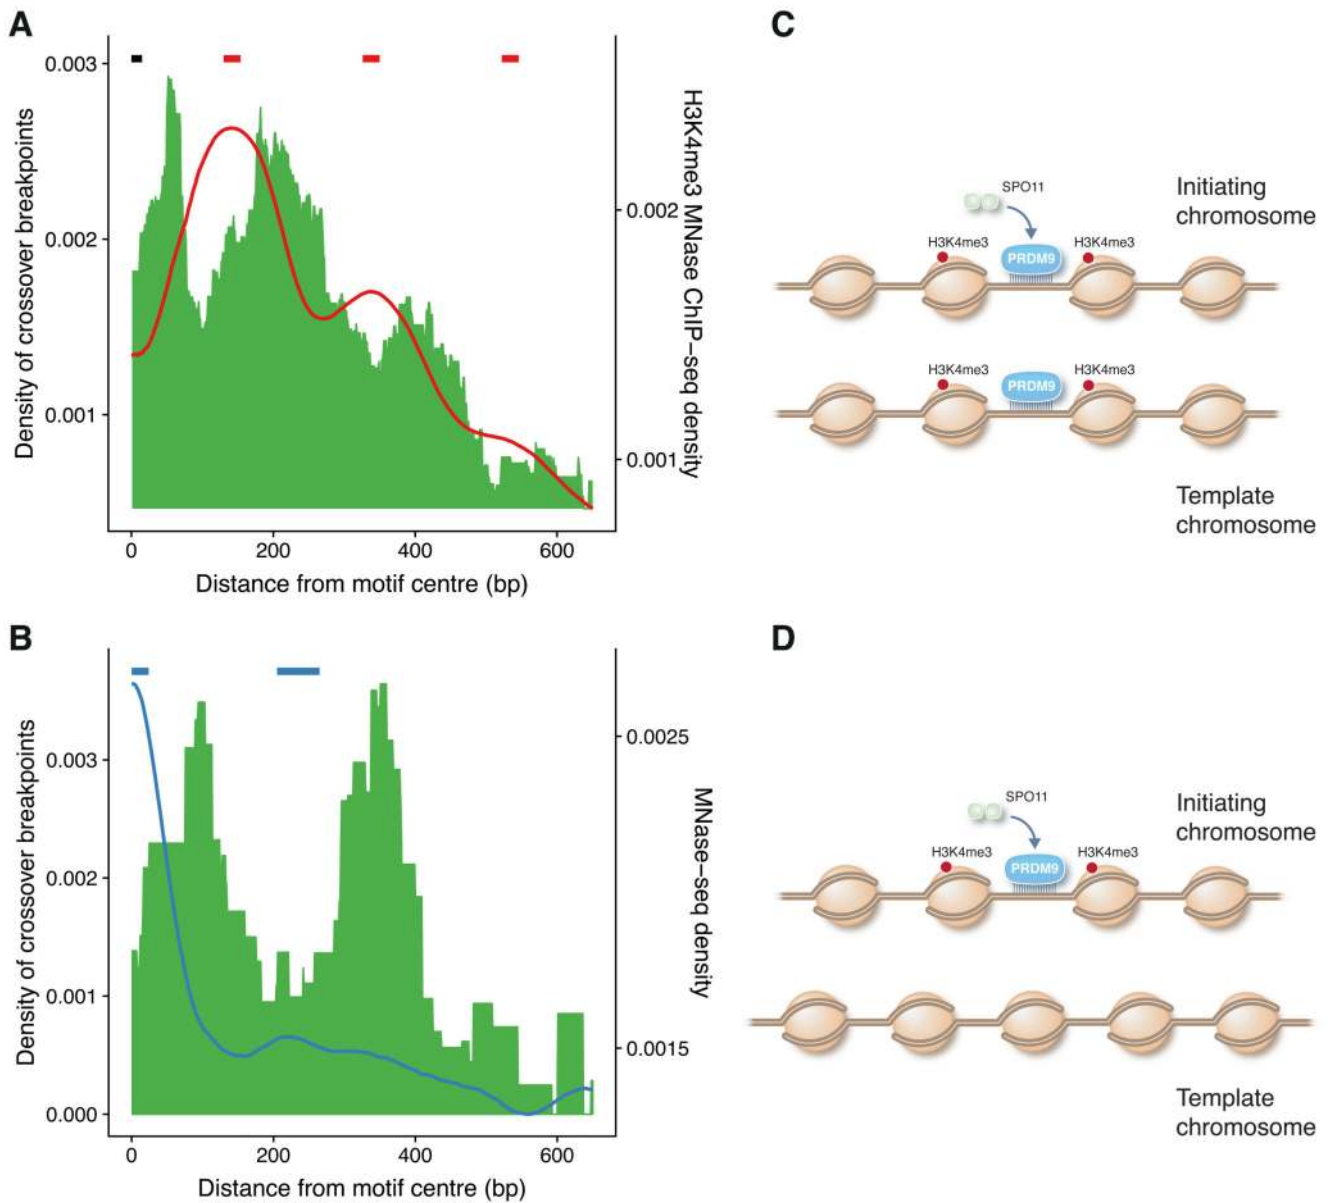 A
Density of crossover breakpoints
0.003
0.002
0.001
0
200
400
600
Distance from motif centre (bp)
0.002
0.001
H3K4me3 MNase ChIP−seq density
C
SPO11
Initiating
chromosome
H3K4me3
PRDM9
H3K4me3
H3K4me3
PRDM9
H3K4me3
Template
chromosome
B
Density of crossover breakpoints
0.003
0.002
0.001
0.000
0
200
400
600
Distance from motif centre (bp)
0.0025
0.0015
MNase−seq density
D
SPO11
Initiating
chromosome
H3K4me3
PRDM9
H3K4me3
Template
chromosome